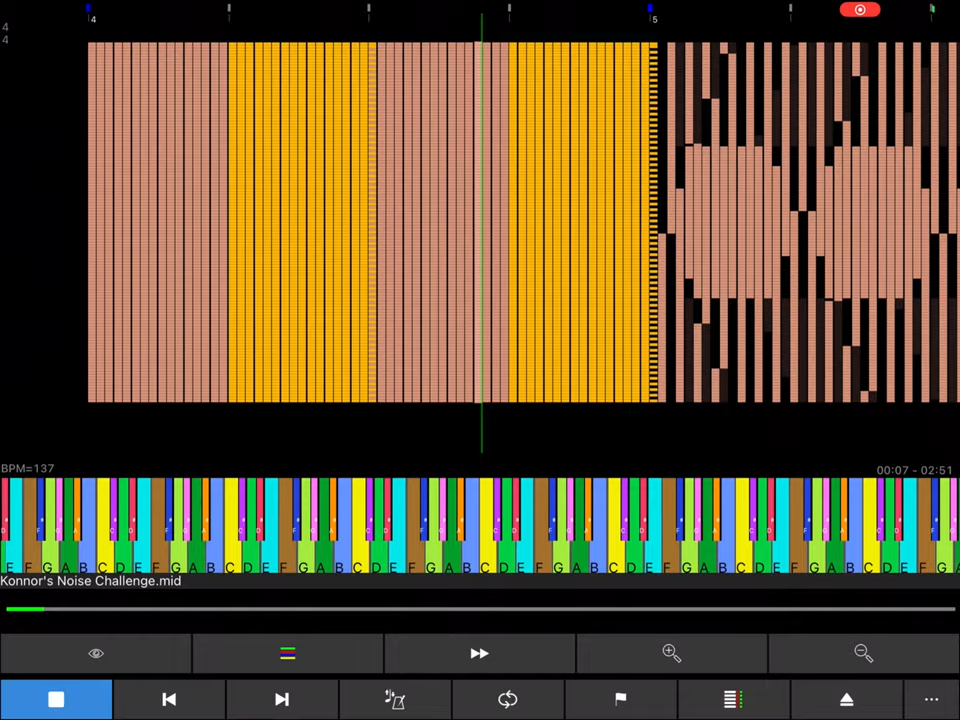 4
5
4
4
BPM=137
00:07 - 02:51
E F G A B C D E F G A B C D E F G A B C D E F G A B C D E F G A B C D E F G A B C D E F G A B C D E F G A
Konnor's Noise Challenge.mid